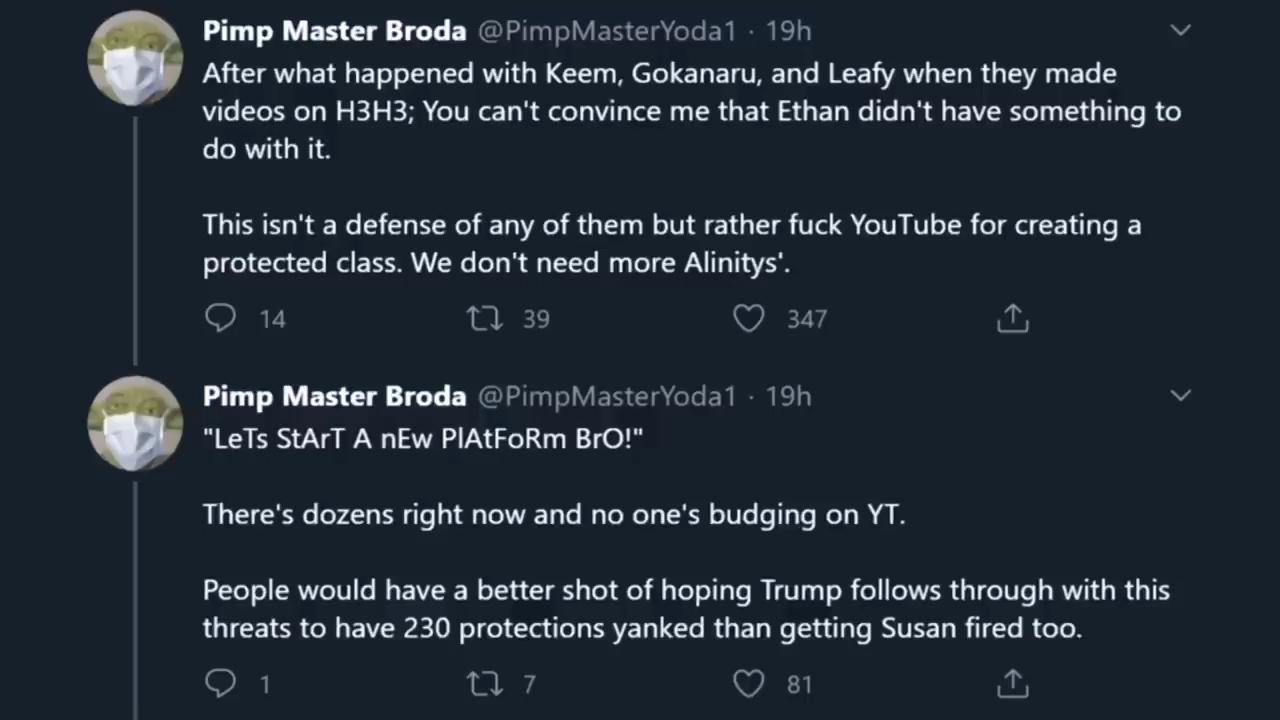 Pimp Master Broda @PimpMasterYoda1 · 19h
After what happened with Keem, Gokanaru, and Leafy when they made
videos on H3H3; You can't convince me that Ethan didn't have something to
do with it.
This isn't a defense of any of them but rather fuck YouTube for creating a
protected class. We don't need more Alinitys'.
14 39 347
Pimp Master Broda @PimpMasterYoda1 · 19h
"LeTs StArT A nEw PlAtFoRm BrO!"
There's dozens right now and no one's budging on YT.
People would have a better shot of hoping Trump follows through with this
threats to have 230 protections yanked than getting Susan fired too.
1 7 81